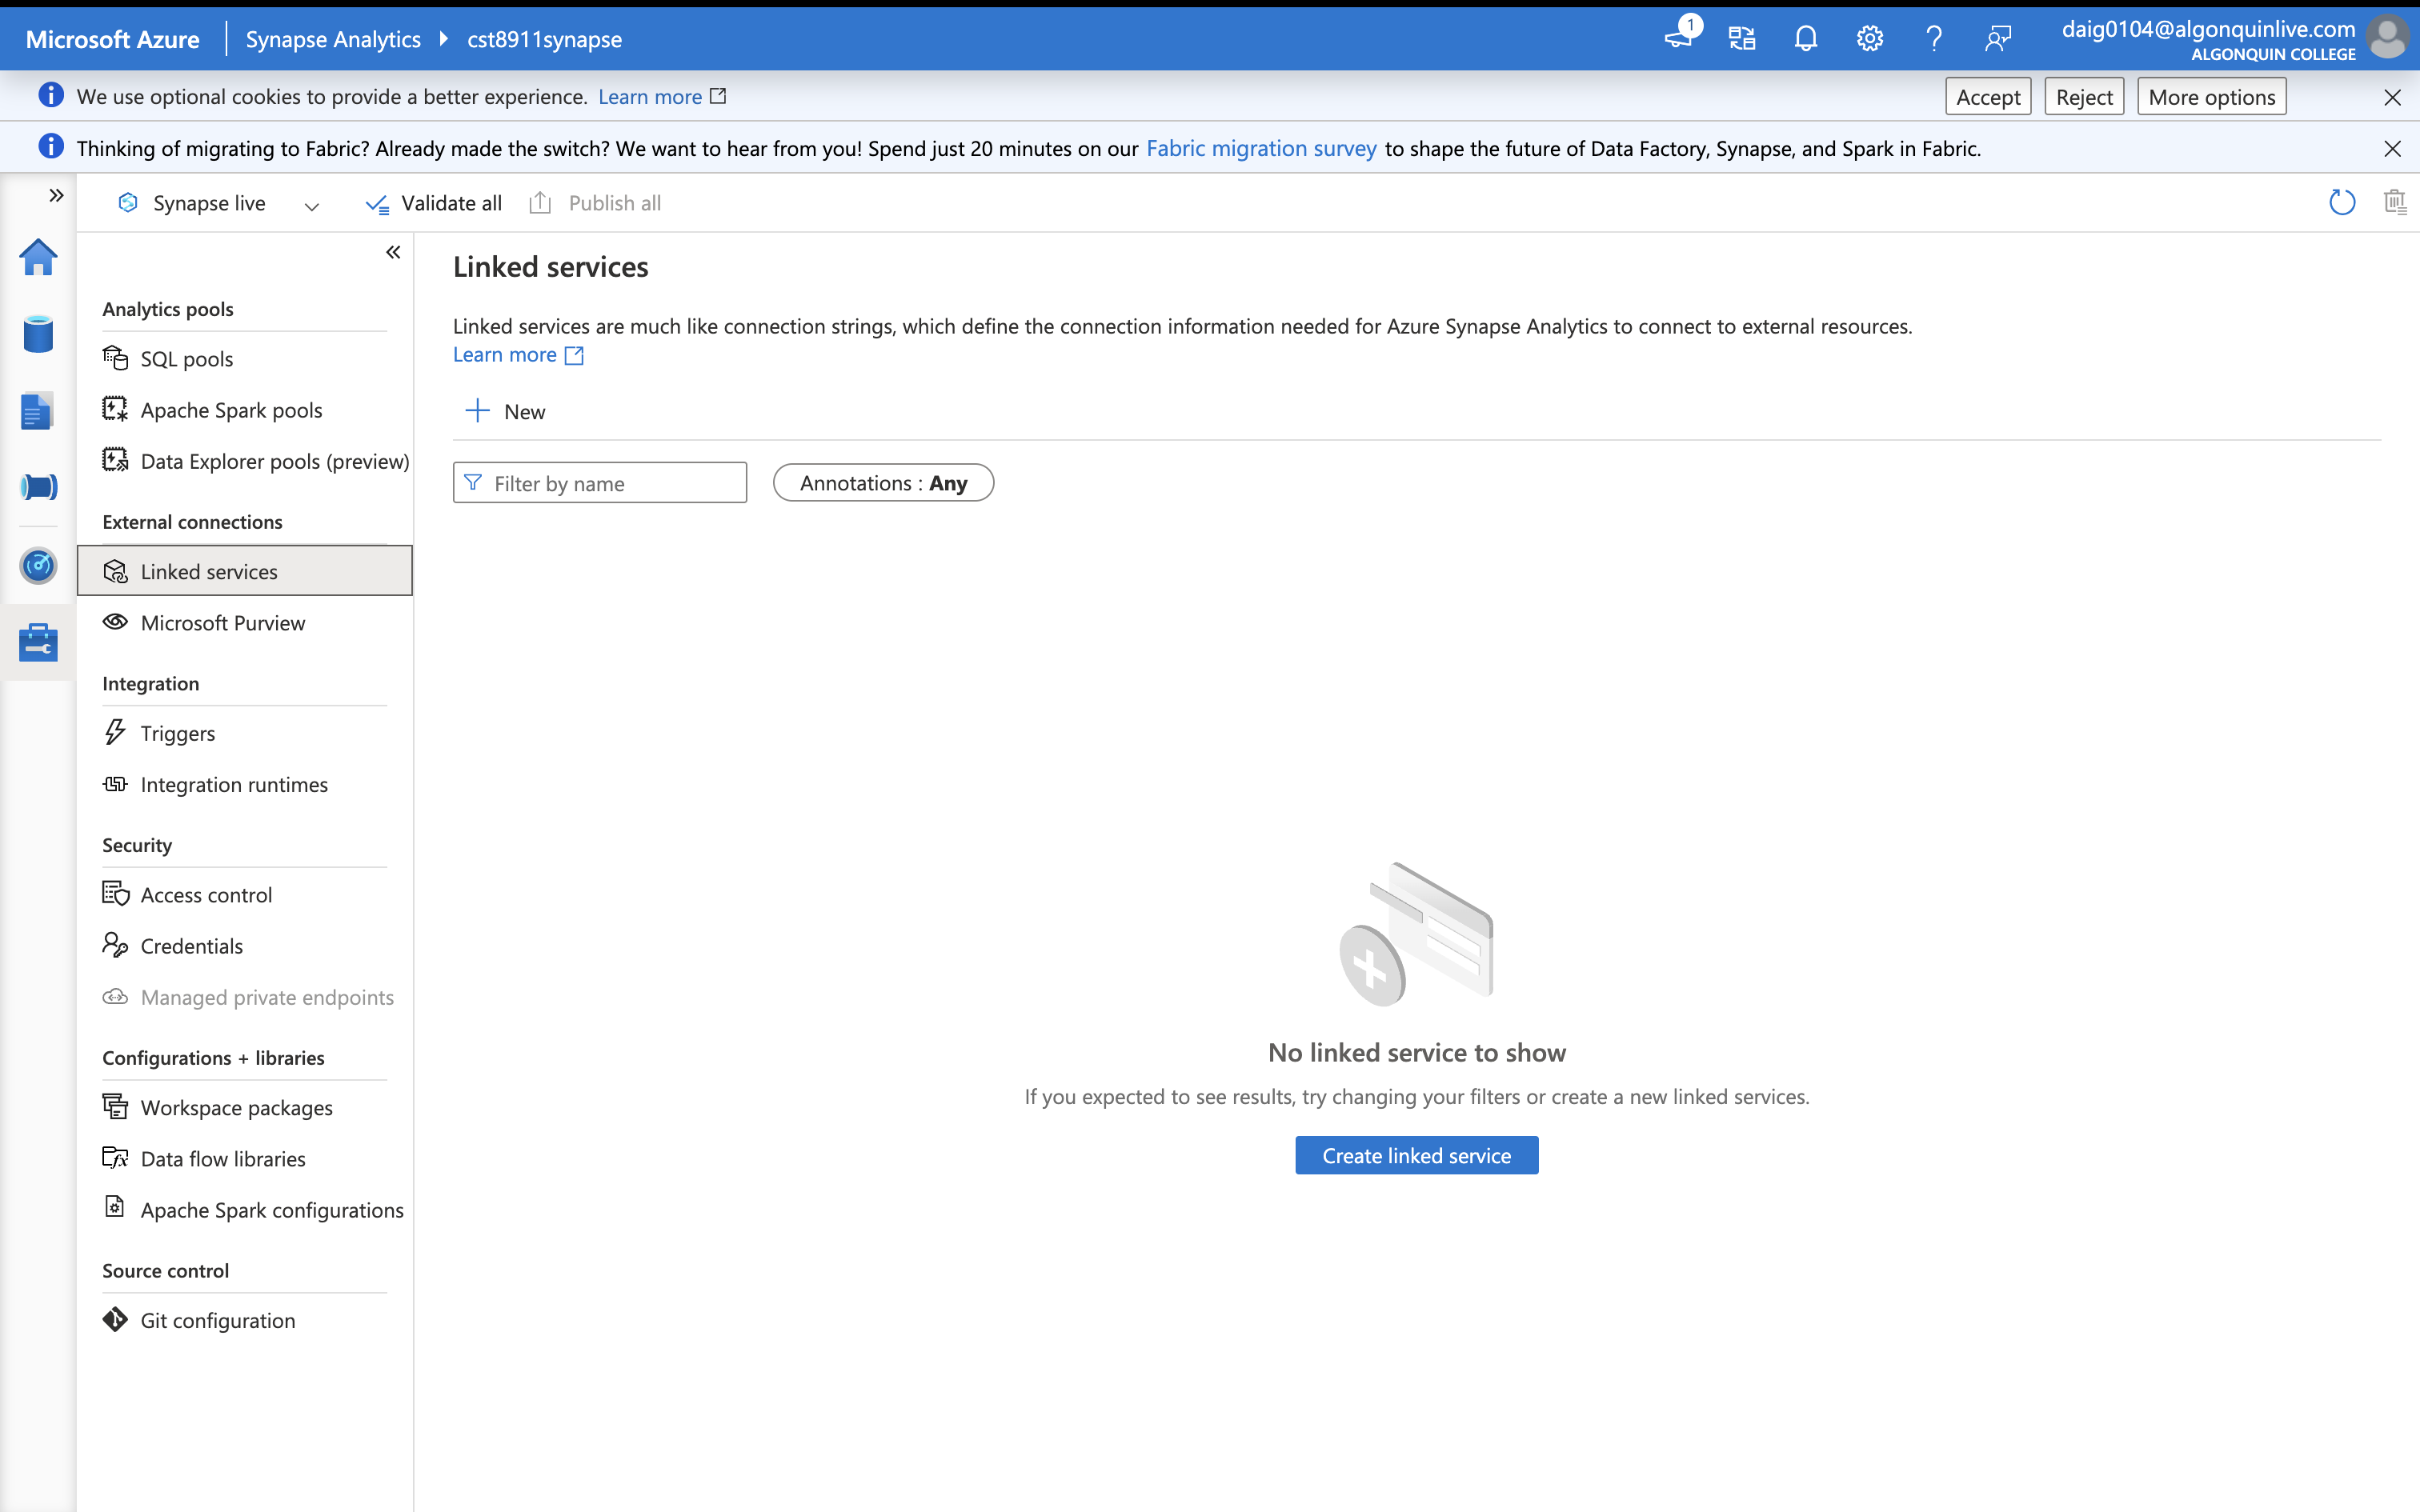 Microsoft Azure Synapse Analytics cst8911synapse 1 daig0104@algonquinlive.com
ALGONQUIN COLLEGE
We use optional cookies to provide a better experience. Learn more Accept Reject More options
Thinking of migrating to Fabric? Already made the switch? We want to hear from you! Spend just 20 minutes on our Fabric migration survey to shape the future of Data Factory, Synapse, and Spark in Fabric.
Synapse live Validate all Publish all
Analytics pools
SQL pools
Apache Spark pools
Data Explorer pools (preview)
External connections
Linked services
Microsoft Purview
Integration
Triggers
Integration runtimes
Security
Access control
Credentials
Managed private endpoints
Configurations + libraries
Workspace packages
Data flow libraries
Apache Spark configurations
Source control
Git configuration
Linked services
Linked services are much like connection strings, which define the connection information needed for Azure Synapse Analytics to connect to external resources.
Learn more
New
Filter by name Annotations : Any
No linked service to show
If you expected to see results, try changing your filters or create a new linked services.
Create linked service